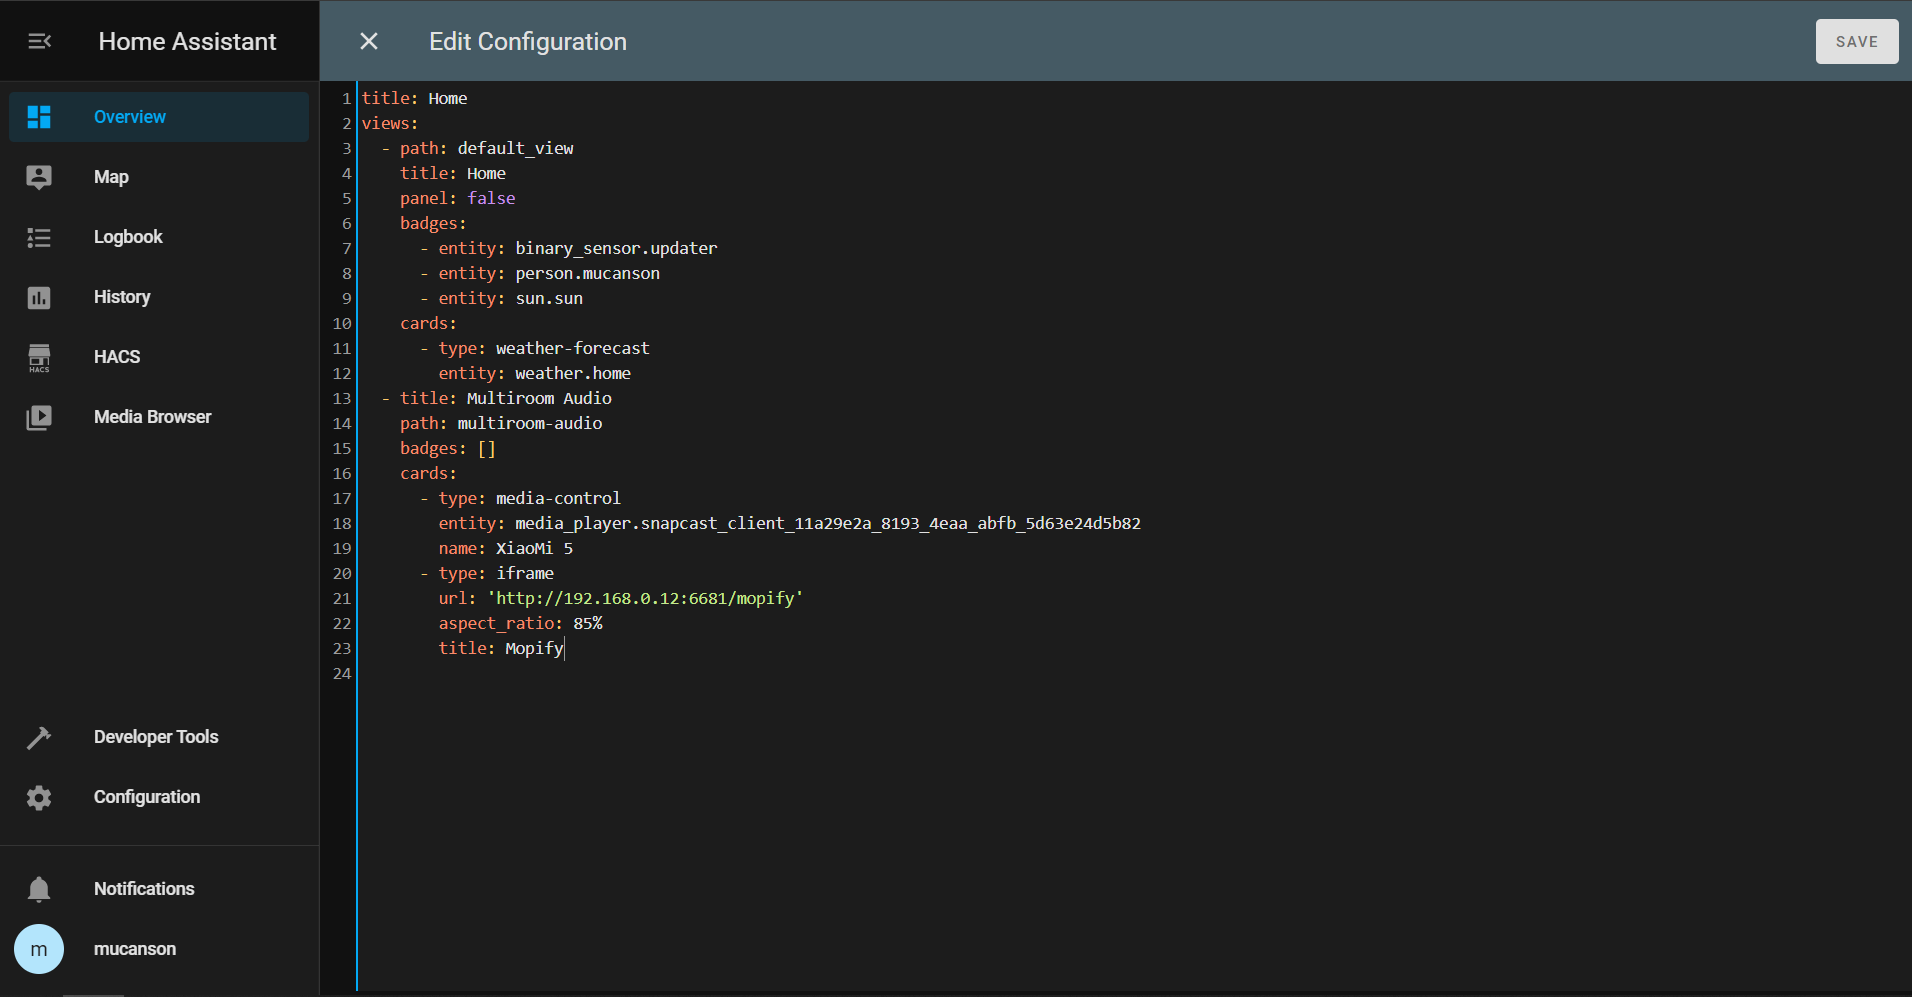 Home Assistant
Overview
Map
Logbook
History
HACS
HACS
Media Browser
Developer Tools
Configuration
Notifications
m
mucanson
Edit Configuration
SAVE
1 title: Home
2 views:
3   - path: default_view
4     title: Home
5     panel: false
6     badges:
7       - entity: binary_sensor.updater
8       - entity: person.mucanson
9       - entity: sun.sun
10     cards:
11       - type: weather-forecast
12         entity: weather.home
13   - title: Multiroom Audio
14     path: multiroom-audio
15     badges: []
16     cards:
17       - type: media-control
18         entity: media_player.snapcast_client_11a29e2a_8193_4eaa_abfb_5d63e24d5b82
19         name: XiaoMi 5
20       - type: iframe
21         url: 'http://192.168.0.12:6681/mopify'
22         aspect_ratio: 85%
23         title: Mopify
24